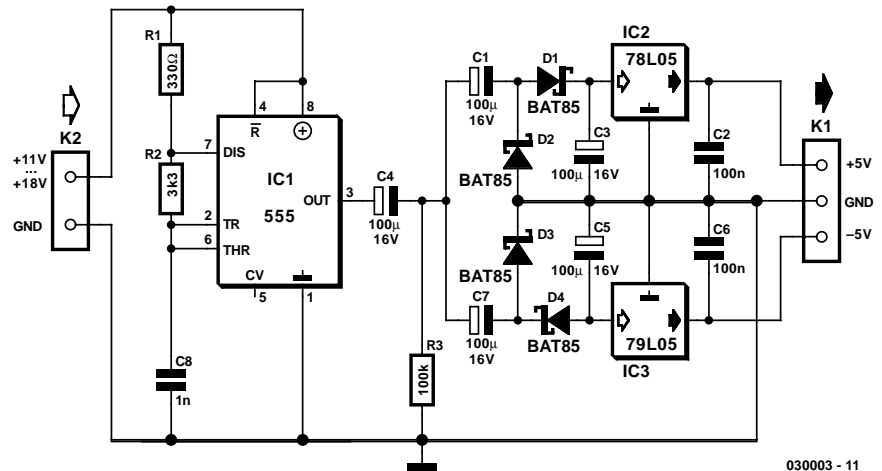 R1
330Ω
K2
+11V
...
+18V
GND
R2
3k3
C8
1n
4
8
R
7
DIS
IC1
555
OUT
3
2
TR
6
THR
CV
5
1
C4
100µ
16V
R3
100k
C1
100µ
16V
D1
BAT85
D2
BAT85
C3
100µ
16V
IC2
78L05
C2
100n
K1
+5V
GND
–5V
D3
BAT85
C5
100µ
16V
C6
100n
C7
100µ
16V
D4
BAT85
79L05
IC3
030003 - 11